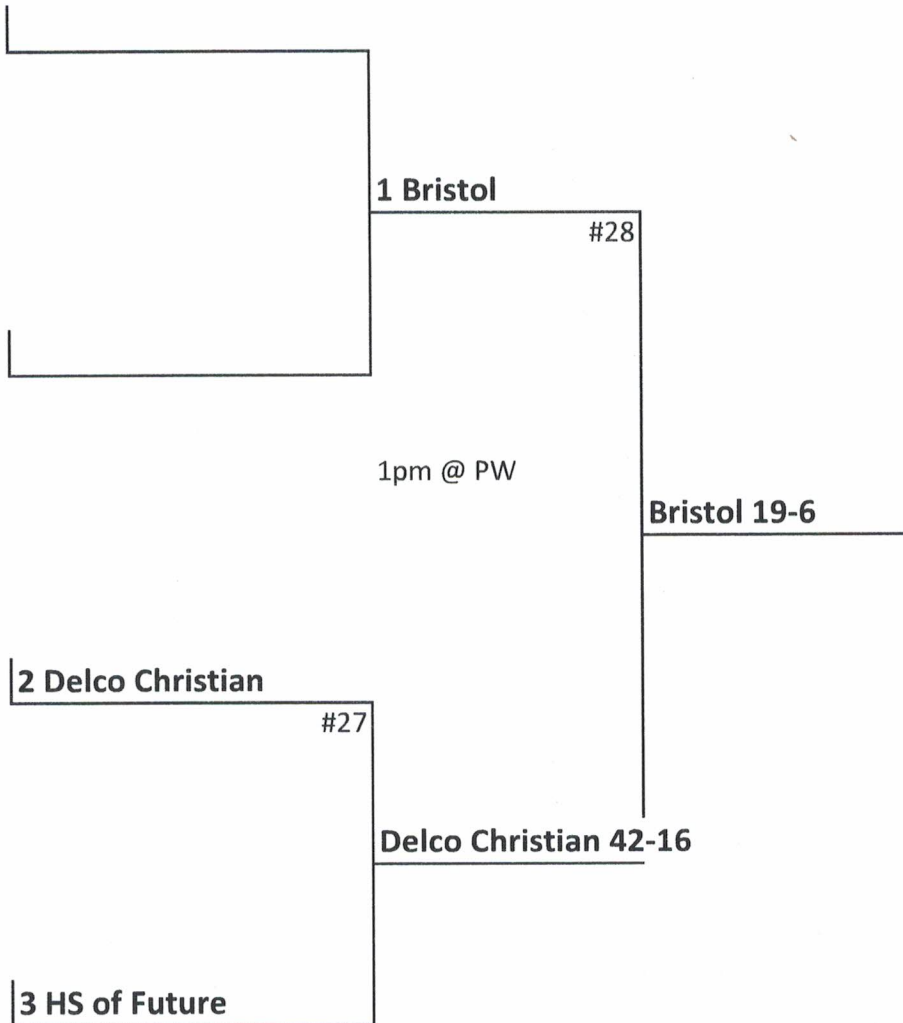 1 Bristol
#28
1pm @ PW
Bristol 19-6
2 Delco Christian
#27
Delco Christian 42-16
3 HS of Future